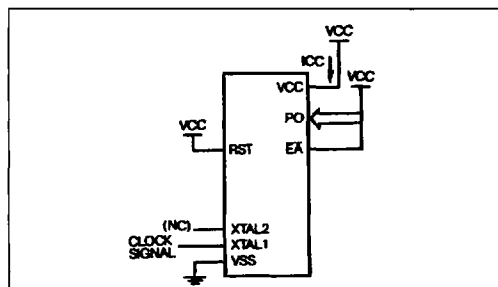 VCC
ICC
VCC
VCC
PO
VCC
RST
EA
(NC)
XTAL2
CLOCK
SIGNAL
XTAL1
VSS